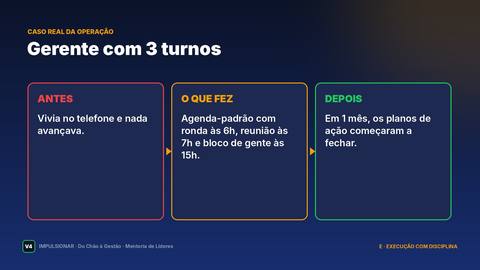 CASO REAL DA OPERAÇÃO
Gerente com 3 turnos
ANTES
Vivia no telefone e nada
avançava.
O QUE FEZ
Agenda-padrão com
ronda às 6h, reunião às
7h e bloco de gente às
15h.
DEPOIS
Em 1 mês, os planos de
ação começaram a
fechar.
V4 IMPULSIONAR · Do Chão à Gestão · Mentoria de Líderes
E · EXECUÇÃO COM DISCIPLINA